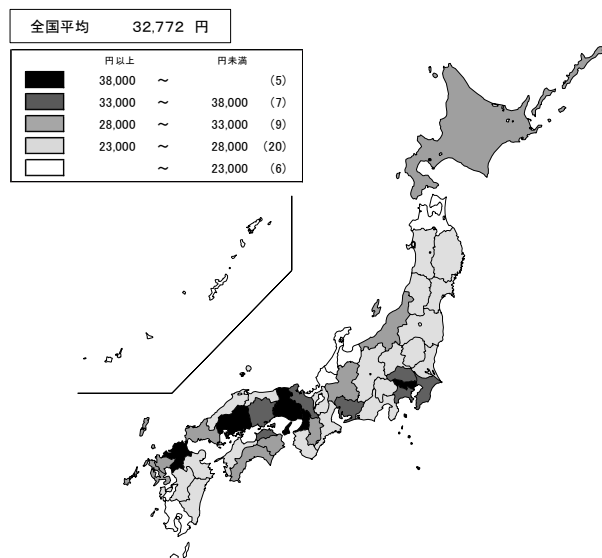 全国平均 32,772 円
円以上 円未満
38,000 ～ (5)
33,000 ～ 38,000 (7)
28,000 ～ 33,000 (9)
23,000 ～ 28,000 (20)
～ 23,000 (6)